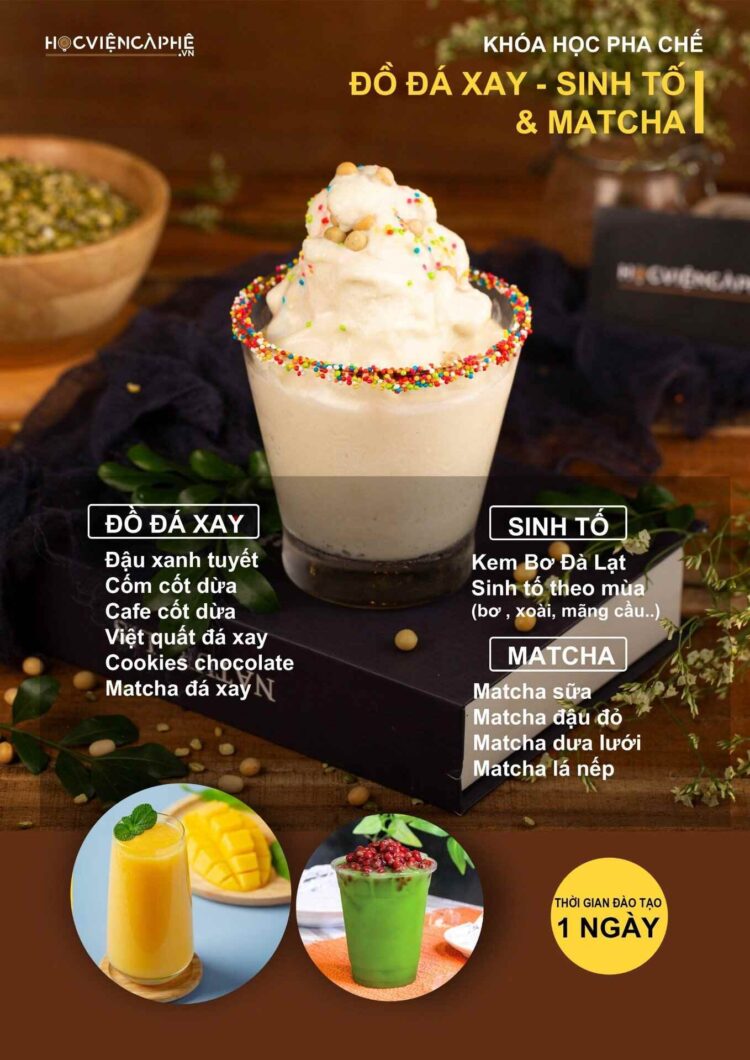 HỌCVIỆNCÀPHÊ
.VN
KHÓA HỌC PHA CHẾ
ĐỒ ĐÁ XAY - SINH TỐ
& MATCHA
HỌCVIỆNCÀPHÊ
ĐỒ ĐÁ XAY
Đậu xanh tuyết
Cốm cốt dừa
Cafe cốt dừa
Việt quất đá xay
Cookies chocolate
Matcha đá xay
SINH TỐ
Kem Bơ Đà Lạt
Sinh tố theo mùa
(bơ , xoài, mãng cầu..)
MATCHA
Matcha sữa
Matcha đậu đỏ
Matcha dưa lưới
Matcha lá nếp
THỜI GIAN ĐÀO TẠO
1 NGÀY